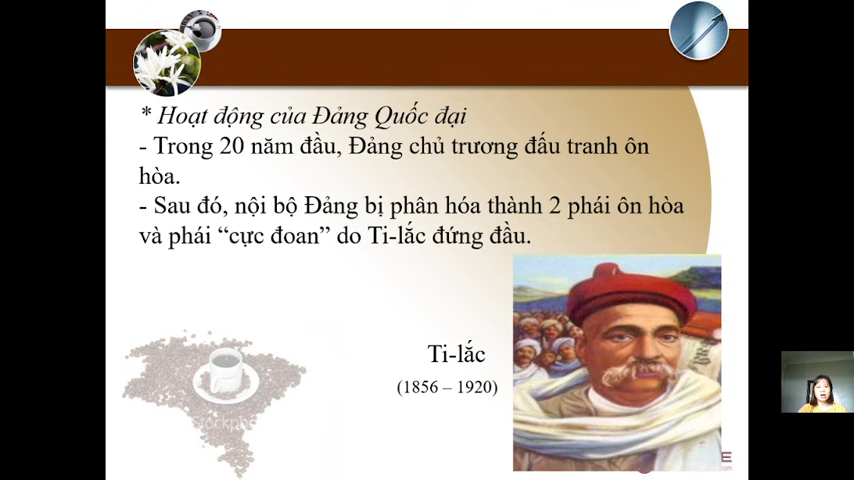 * Hoạt động của Đảng Quốc đại
- Trong 20 năm đầu, Đảng chủ trương đấu tranh ôn
hòa.
- Sau đó, nội bộ Đảng bị phân hóa thành 2 phái ôn hòa
và phái “cực đoan” do Ti-lắc đứng đầu.
Ti-lắc
(1856 – 1920)